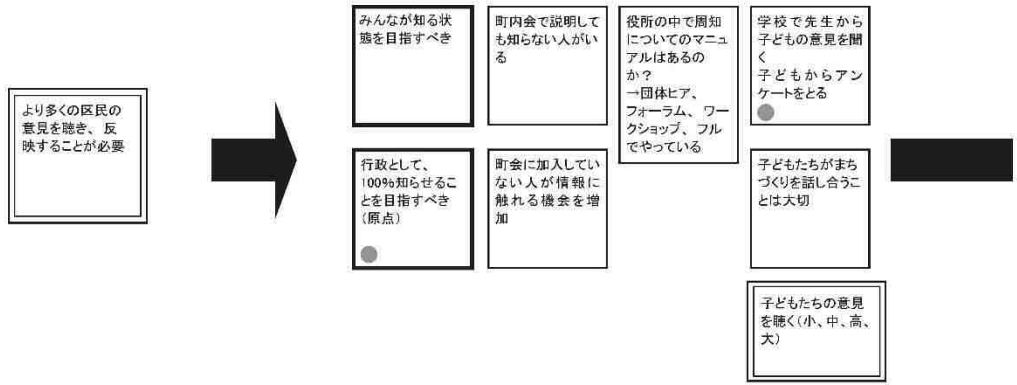 より多くの区民の
意見を聴き、反
映することが必要
みんなが知る状
態を目指すべき
行政として、
100%知らせるこ
とを目指すべき
(原点)
町内会で説明して
も知らない人がい
る
町会に加入してい
ない人が情報に
触れる機会を増
加
役所の中で周知
についてのマニュ
アルはあるの
か?
→団体ヒア、
フォーラム、ワー
クショップ、フル
でやっている
学校で先生から
子どもの意見を聞
く
子どもからアン
ケートをとる
子どもたちがまち
づくりを話し合うこ
とは大切
子どもたちの意見
を聴く(小、中、高、
大)